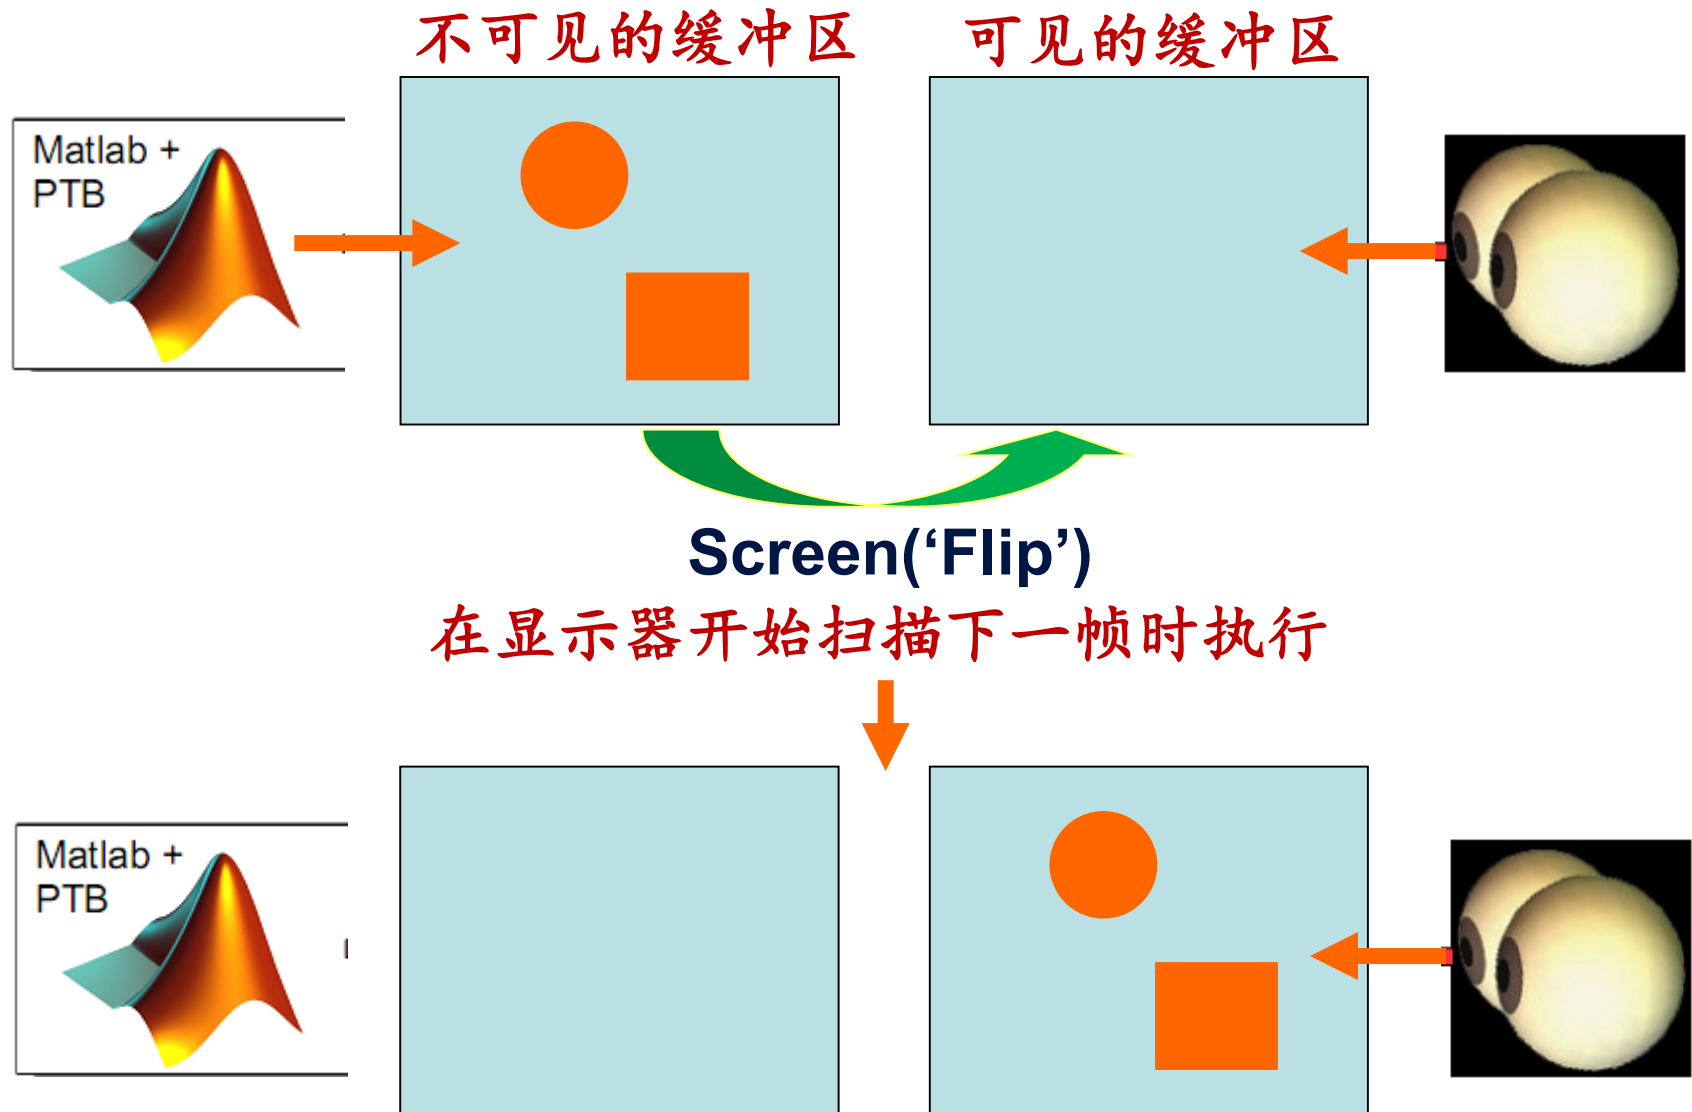 不可见的缓冲区
可见的缓冲区
Matlab +
PTB
Screen(‘Flip’)
在显示器开始扫描下一帧时执行
Matlab +
PTB